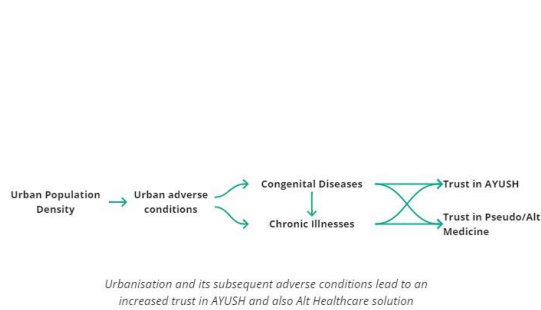 Urban Population
Density
Urban adverse
conditions
Congenital Diseases
Chronic Illnesses
Trust in AYUSH
Trust in Pseudo/Alt
Medicine
Urbanisation and its subsequent adverse conditions lead to an
increased trust in AYUSH and also Alt Healthcare solution